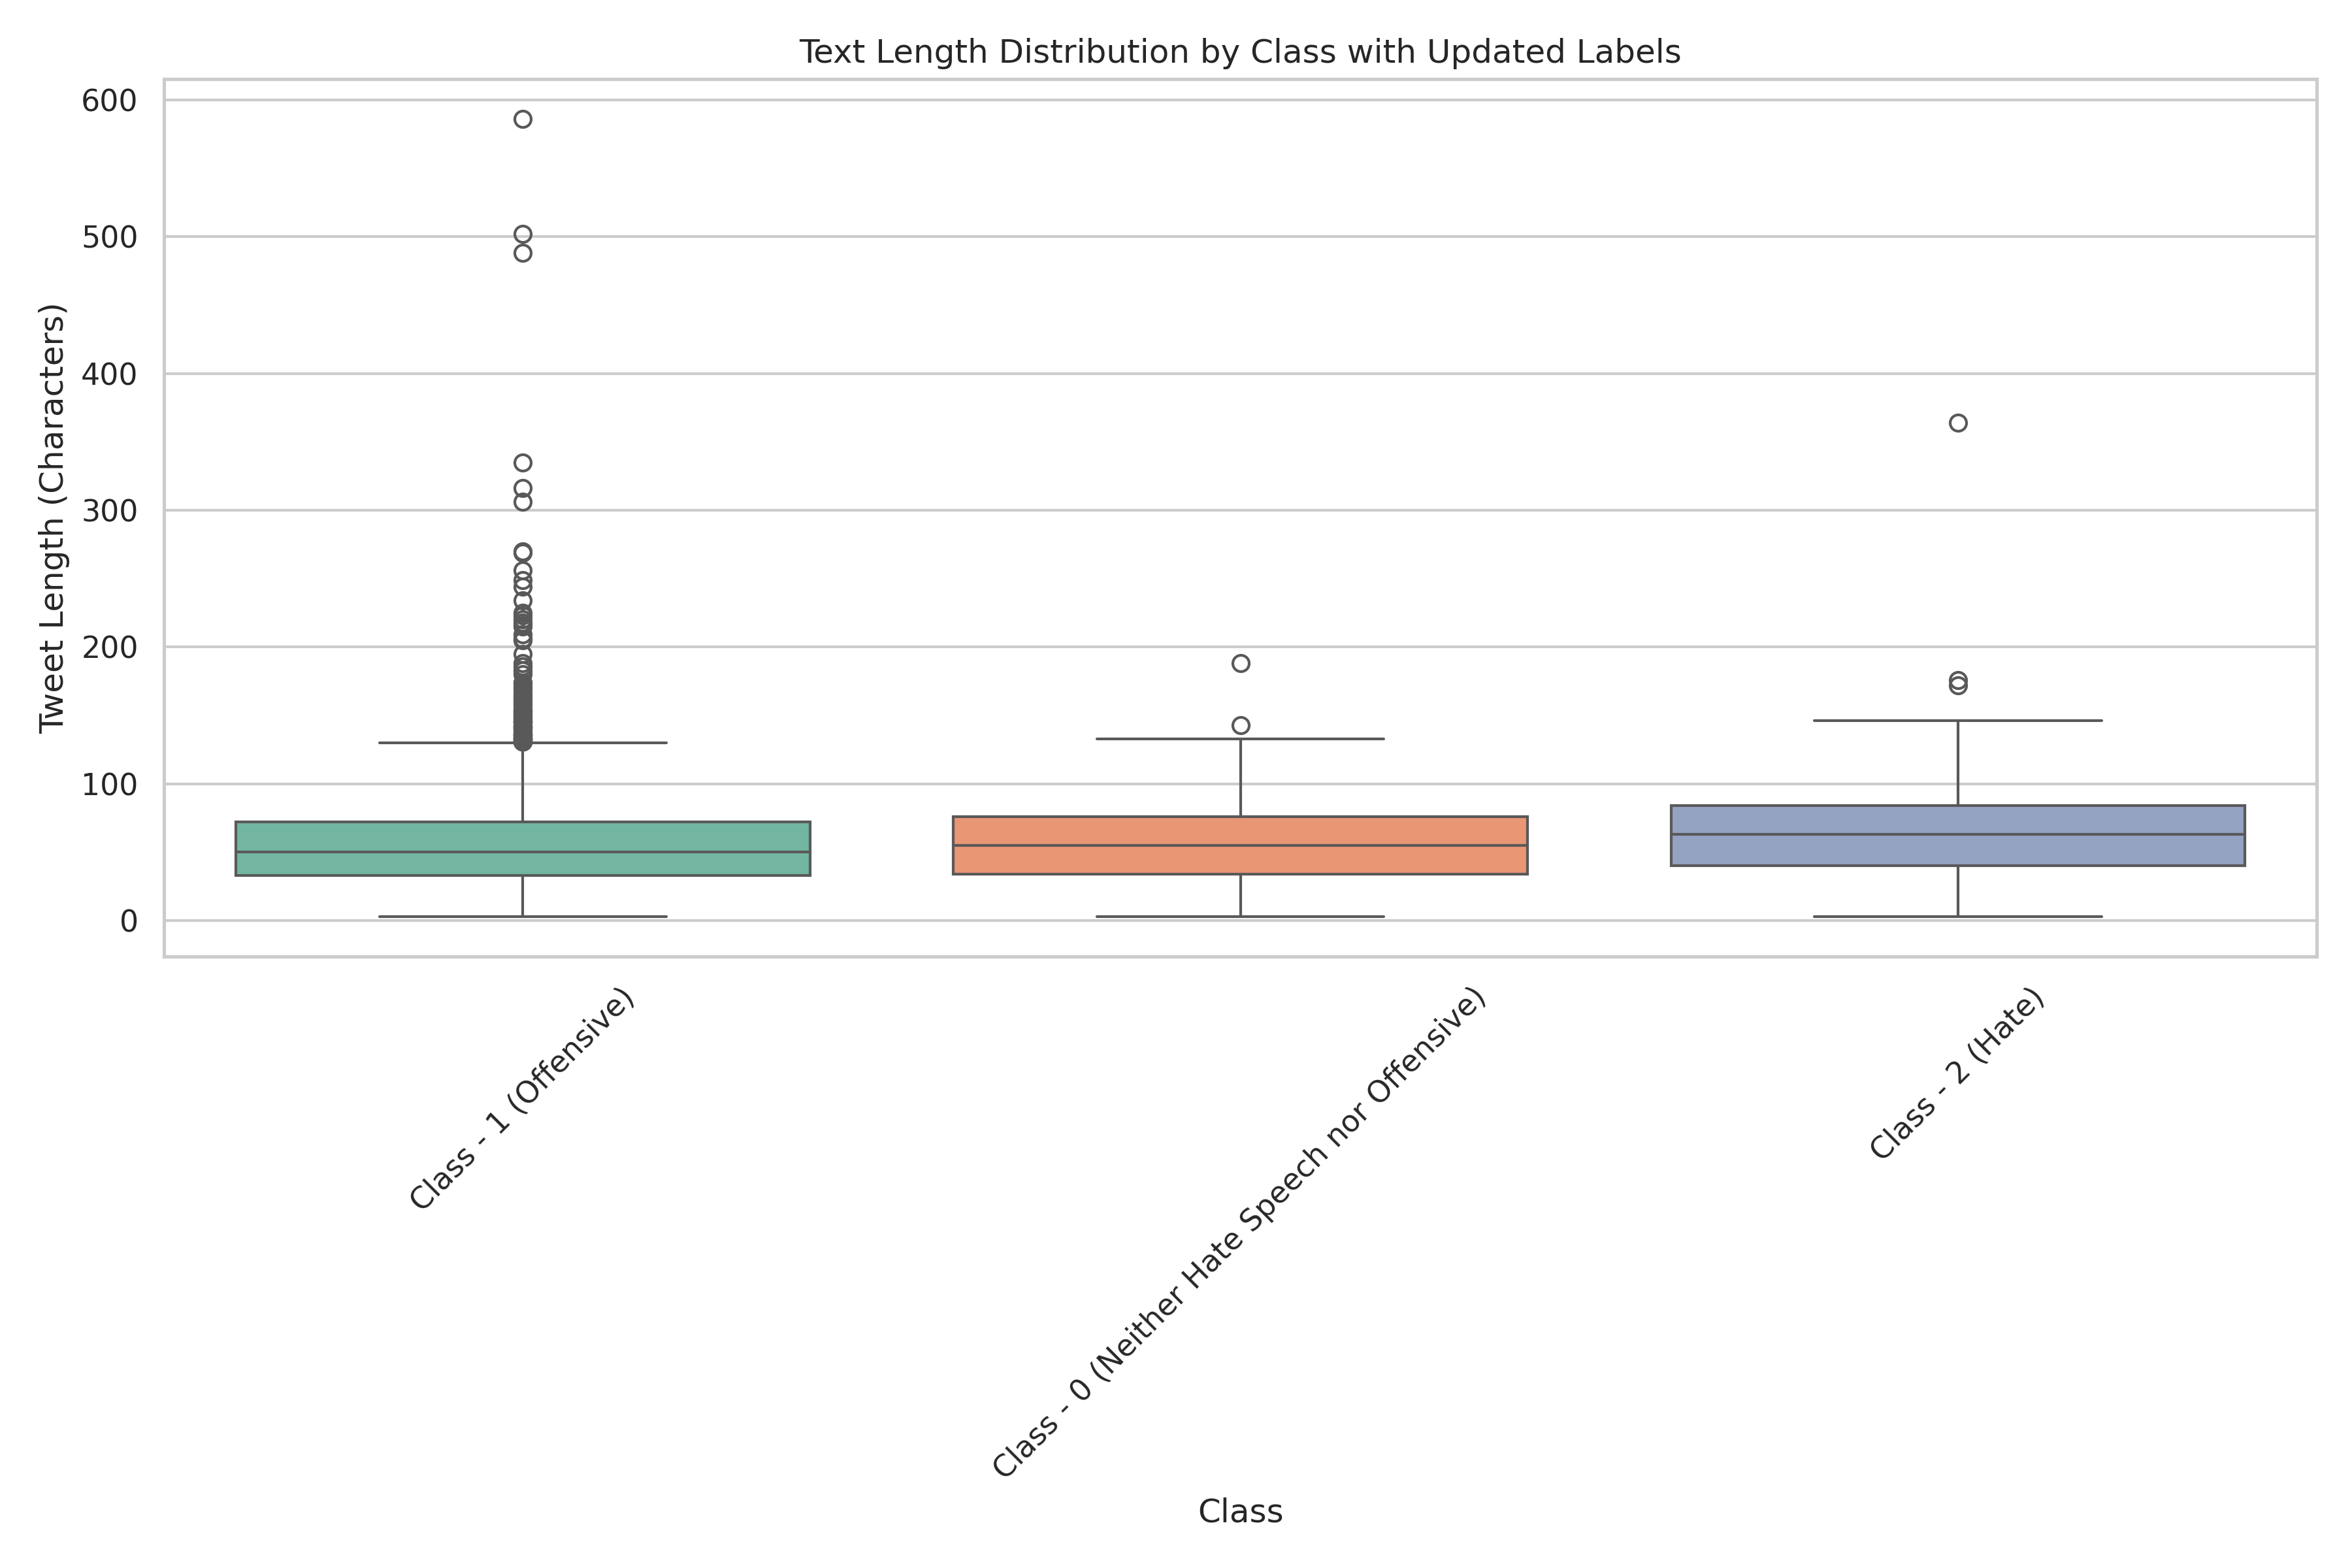 Text Length Distribution by Class with Updated Labels
Tweet Length (Characters)
600
500
400
300
200
100
0
Class - 1 (Offensive)
Class - 0 (Neither Hate Speech nor Offensive)
Class - 2 (Hate)
Class